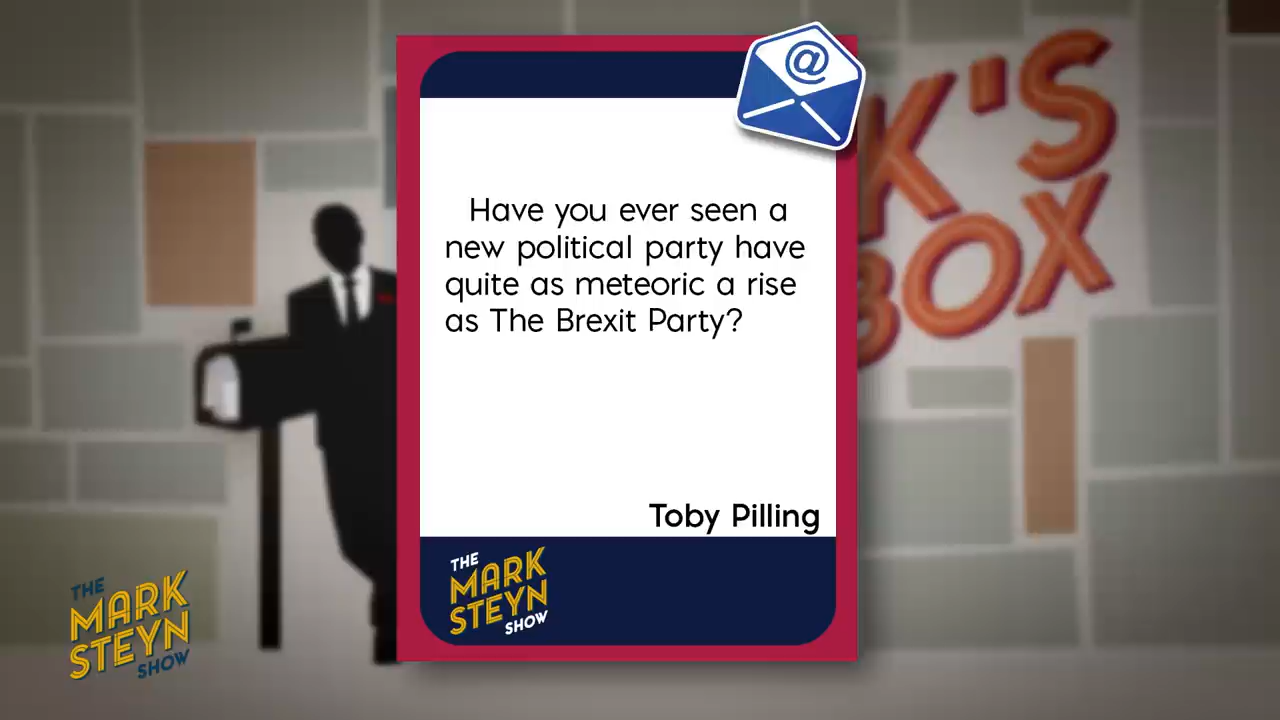 @
K'S
BOX
Have you ever seen a
new political party have
quite as meteoric a rise
as The Brexit Party?
Toby Pilling
THE
MARK
STEYN
SHOW
THE
MARK
STEYN
SHOW